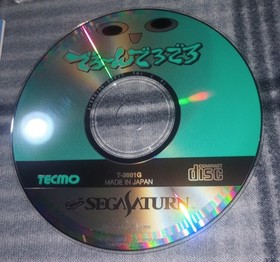 でろ～んでろでろ
T-3601G
TECMO
MADE IN JAPAN
COMPACT
disc
SEGA SATURN